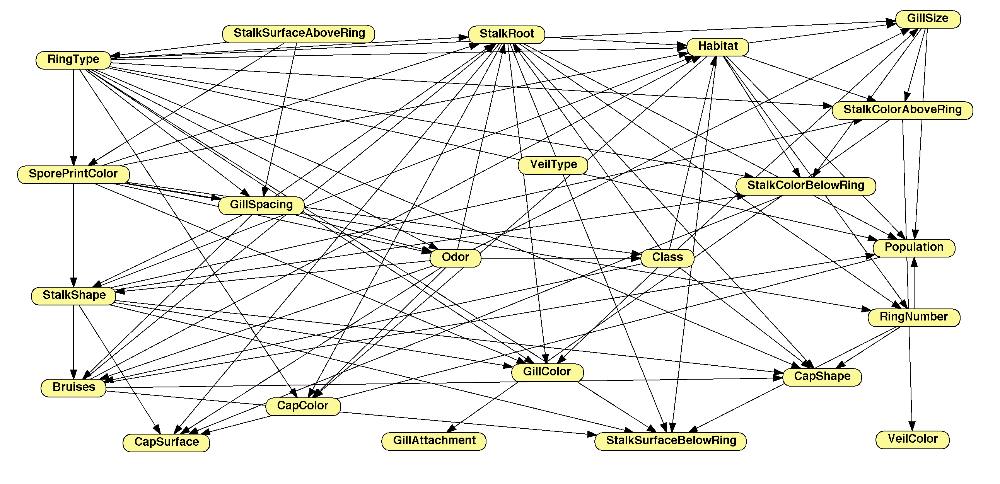 GillSize
StalkSurfaceAboveRing
StalkRoot
Habitat
RingType
StalkColorAboveRing
VeilType
SporePrintColor
StalkColorBelowRing
GillSpacing
Population
Odor
Class
StalkShape
RingNumber
GillColor
CapShape
Bruises
CapColor
CapSurface
GillAttachment
StalkSurfaceBelowRing
VeilColor